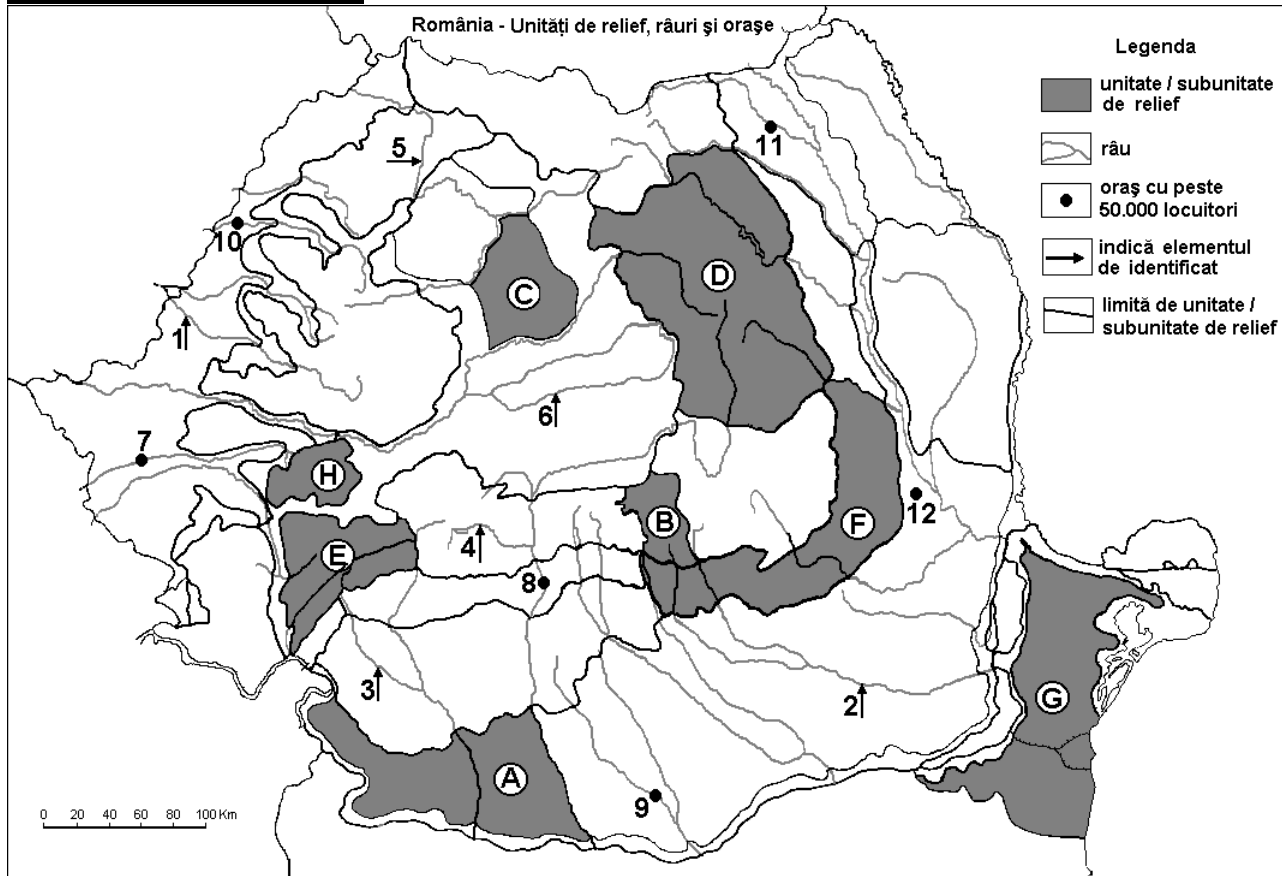 România - Unităţi de relief, râuri şi oraşe
Legenda
unitate / subunitate
de relief
râu
oraş cu peste
50.000 locuitori
indică elementul
de identificat
limită de unitate /
subunitate de relief
11
5
10
D
C
1
6
7
H
B
F
12
E
4
8
3
2
G
A
9
0 20 40 60 80 100 Km